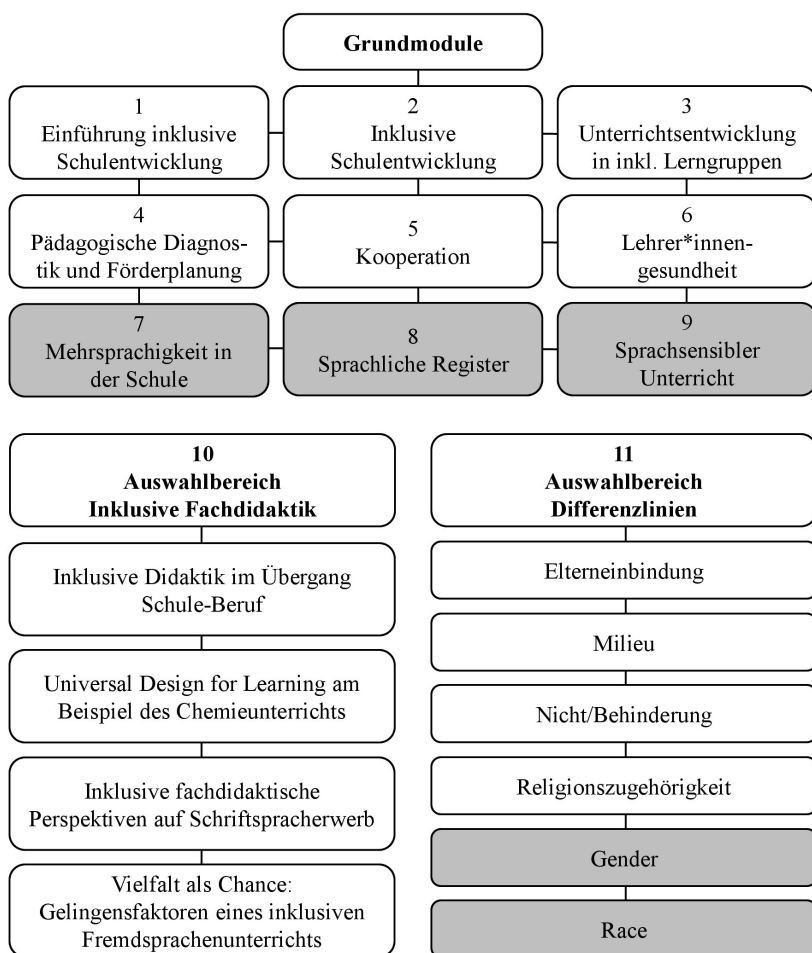 Grundmodule
1
Einführung inklusive
Schulentwicklung
2
Inklusive
Schulentwicklung
3
Unterrichtsentwicklung
in inkl. Lerngruppen
4
Pädagogische Diagnos-
tik und Förderplanung
5
Kooperation
6
Lehrer*innen-
gesundheit
7
Mehrsprachigkeit in
der Schule
8
Sprachliche Register
9
Sprachsensibler
Unterricht
10
Auswahlbereich
Inklusive Fachdidaktik
Inklusive Didaktik im Übergang
Schule-Beruf
Universal Design for Learning am
Beispiel des Chemieunterrichts
Inklusive fachdidaktische
Perspektiven auf Schriftspracherwerb
Vielfalt als Chance:
Gelingensfaktoren eines inklusiven
Fremdsprachenunterrichts
11
Auswahlbereich
Differenzlinien
Elterneinbindung
Milieu
Nicht/Behinderung
Religionszugehörigkeit
Gender
Race